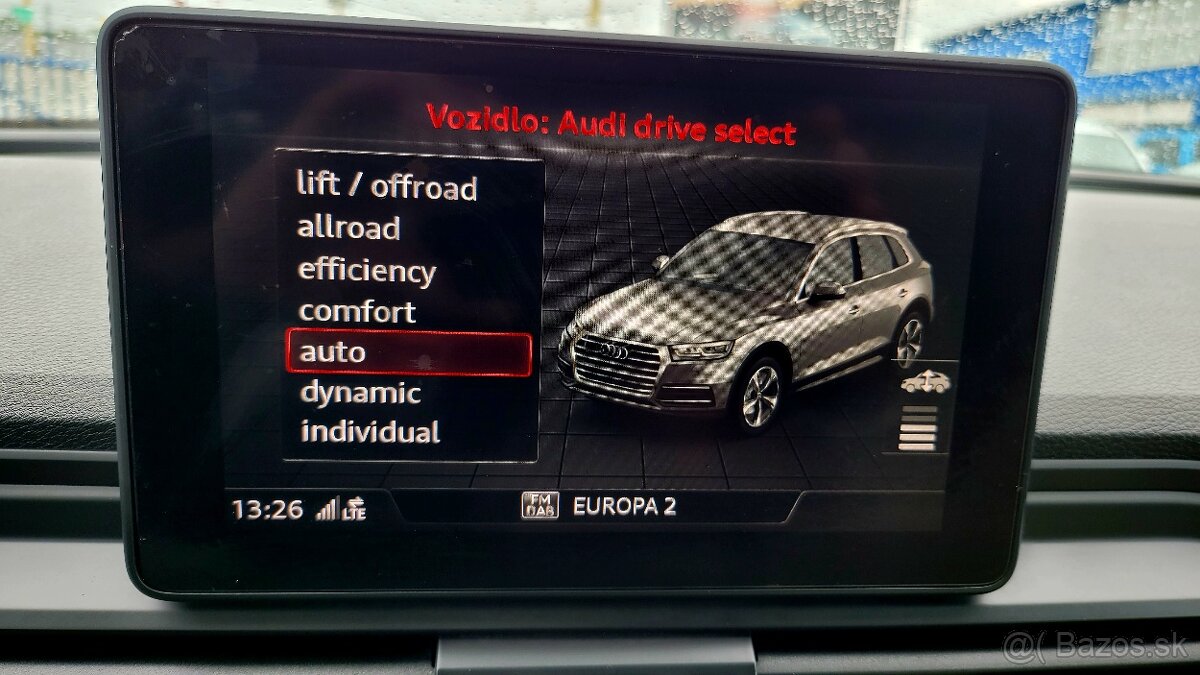 Vozidlo: Audi drive select
lift / offroad
allroad
efficiency
comfort
auto
dynamic
individual
13:26
LTE
FM
DAB
EUROPA 2
@( Bazos.sk